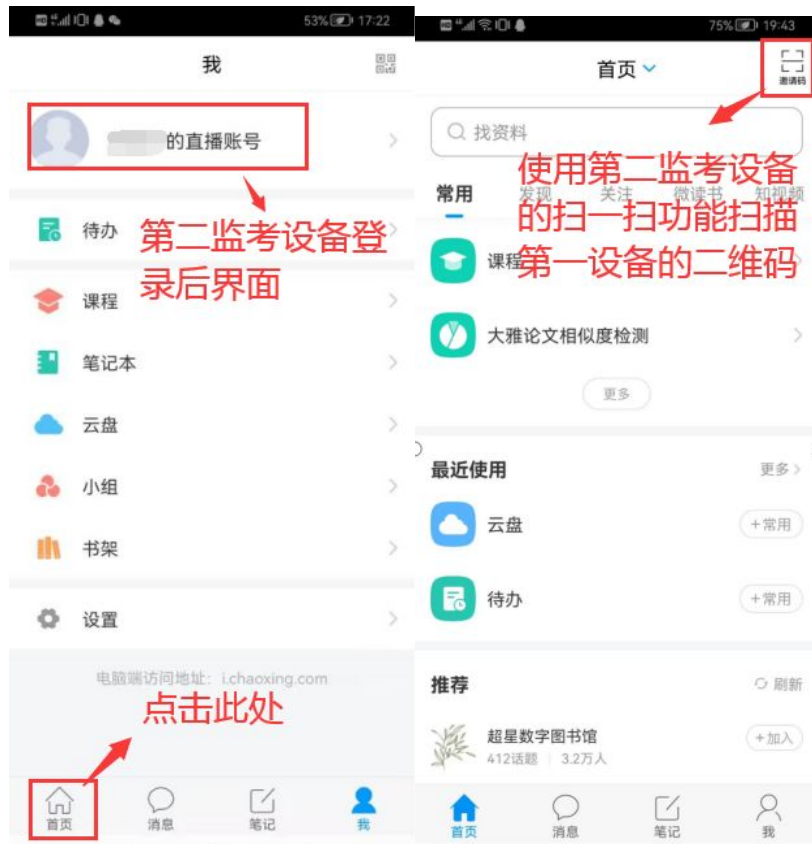 HD 53% 17:22
我
的直播账号
待办
第二监考设备登
录后界面
课程
笔记本
云盘
小组
书架
设置
电脑端访问地址：i.chaoxing.com
点击此处
首页
消息
笔记
我
HD 75% 19:43
首页
邀请码
找资料
使用第二监考设备
的扫一扫功能扫描
第一设备的二维码
常用
发现
关注
微读书
知视频
课程
大雅论文相似度检测
更多
最近使用
更多
云盘
+常用
待办
+常用
推荐
刷新
超星数字图书馆
+加入
412话题 3.2万人
首页
消息
笔记
我